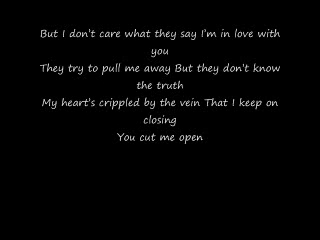 But I don't care what they say I'm in love with
you
They try to pull me away But they don't know
the truth
My heart's crippled by the vein That I keep on
closing
You cut me open